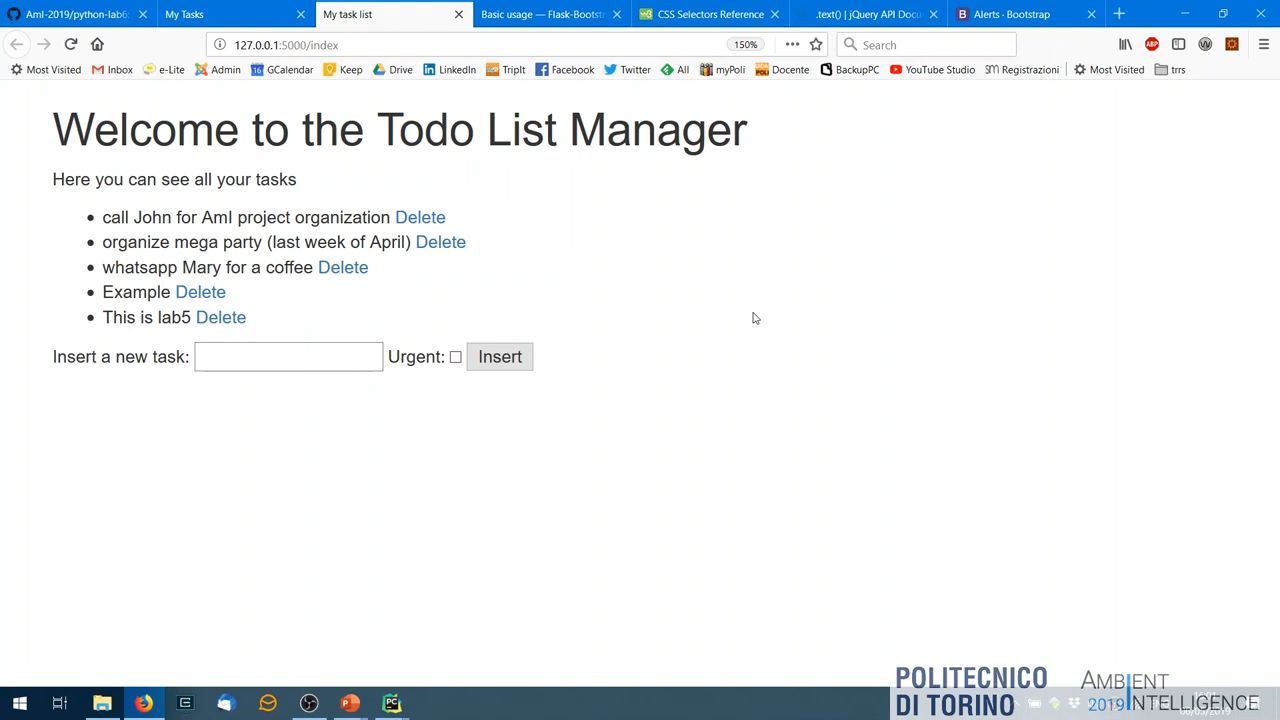 Aml-2019/python-lab6:
My Tasks
My task list
Basic usage — Flask-Bootst
CSS Selectors Reference
.text() | jQuery API Docu
Alerts · Bootstrap
127.0.0.1:5000/index
150%
Search
Most Visited
Inbox
e-Lite
Admin
GCalendar
Keep
Drive
LinkedIn
TripIt
Facebook
Twitter
All
myPoli
Docente
BackupPC
YouTube Studio
Registrazioni
Most Visited
trrs
Welcome to the Todo List Manager
Here you can see all your tasks
• call John for AmI project organization Delete
• organize mega party (last week of April) Delete
• whatsapp Mary for a coffee Delete
• Example Delete
• This is lab5 Delete
Insert a new task:
Urgent:
Insert
POLITECNICO
DI TORINO
AMBIENT
2019 INTELLIGENCE